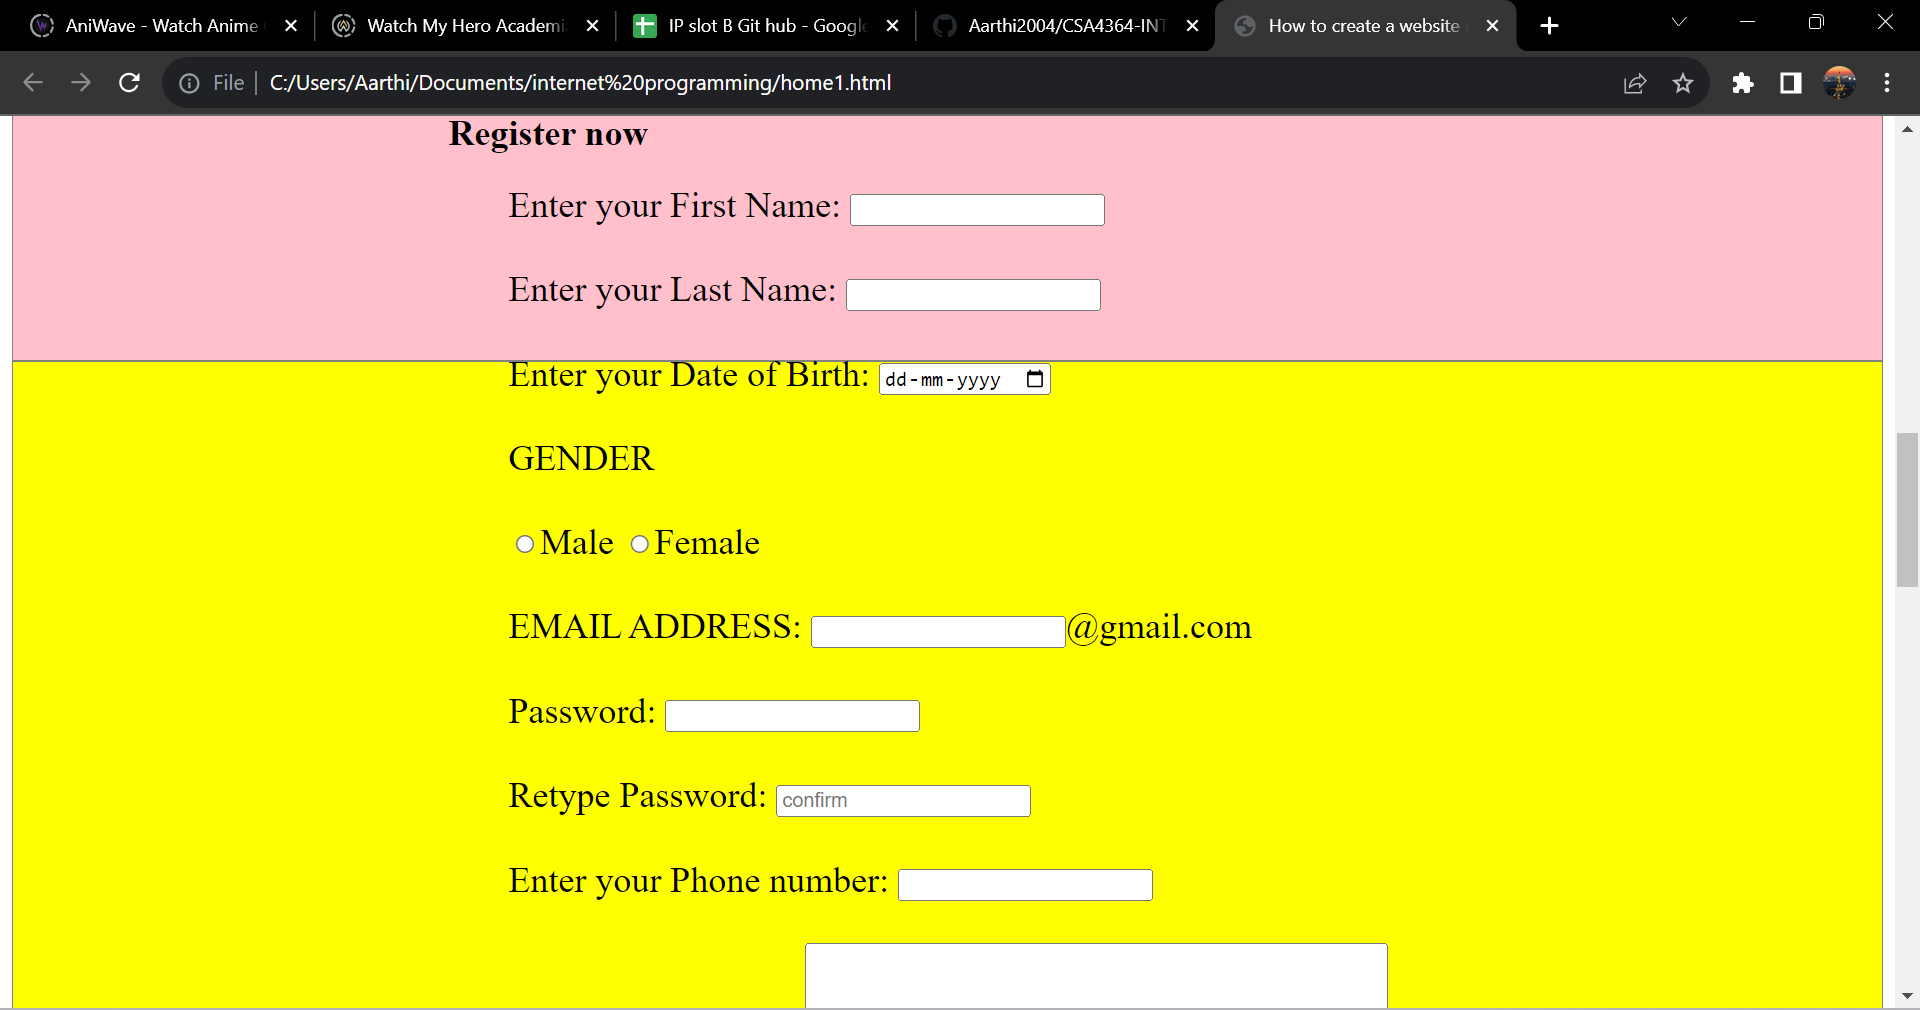 AniWave - Watch Anime
Watch My Hero Academi
IP slot B Git hub - Google
Aarthi2004/CSA4364-INT
How to create a website
File
C:/Users/Aarthi/Documents/internet%20programming/home1.html
Register now
Enter your First Name:
Enter your Last Name:
Enter your Date of Birth: dd-mm-yyyy
GENDER
Male Female
EMAIL ADDRESS: @gmail.com
Password:
Retype Password: confirm
Enter your Phone number: